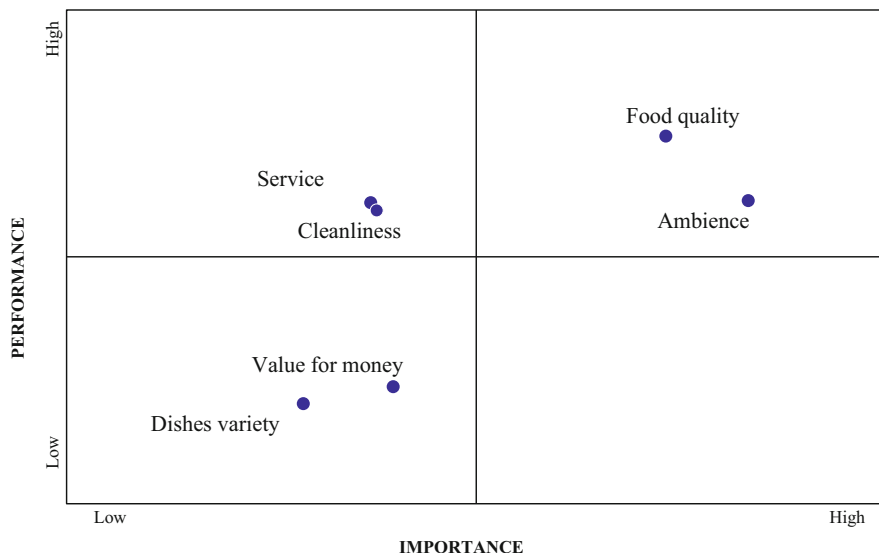 High
Food quality
Service
Ambience
Cleanliness
PERFORMANCE
Value for money
Dishes variety
Low
Low
High
IMPORTANCE